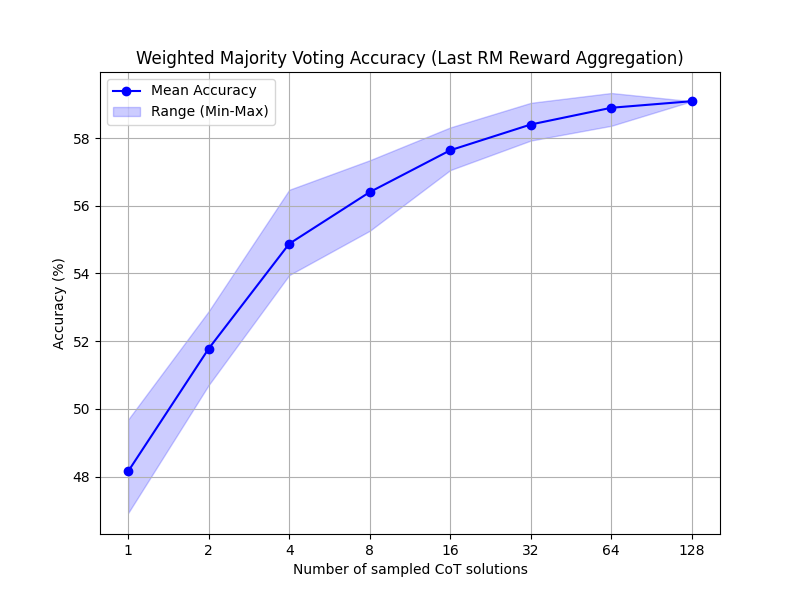 Weighted Majority Voting Accuracy (Last RM Reward Aggregation)
Mean Accuracy
Range (Min-Max)
58
56
54
52
50
48
Accuracy (%)
1 2 4 8 16 32 64 128
Number of sampled CoT solutions